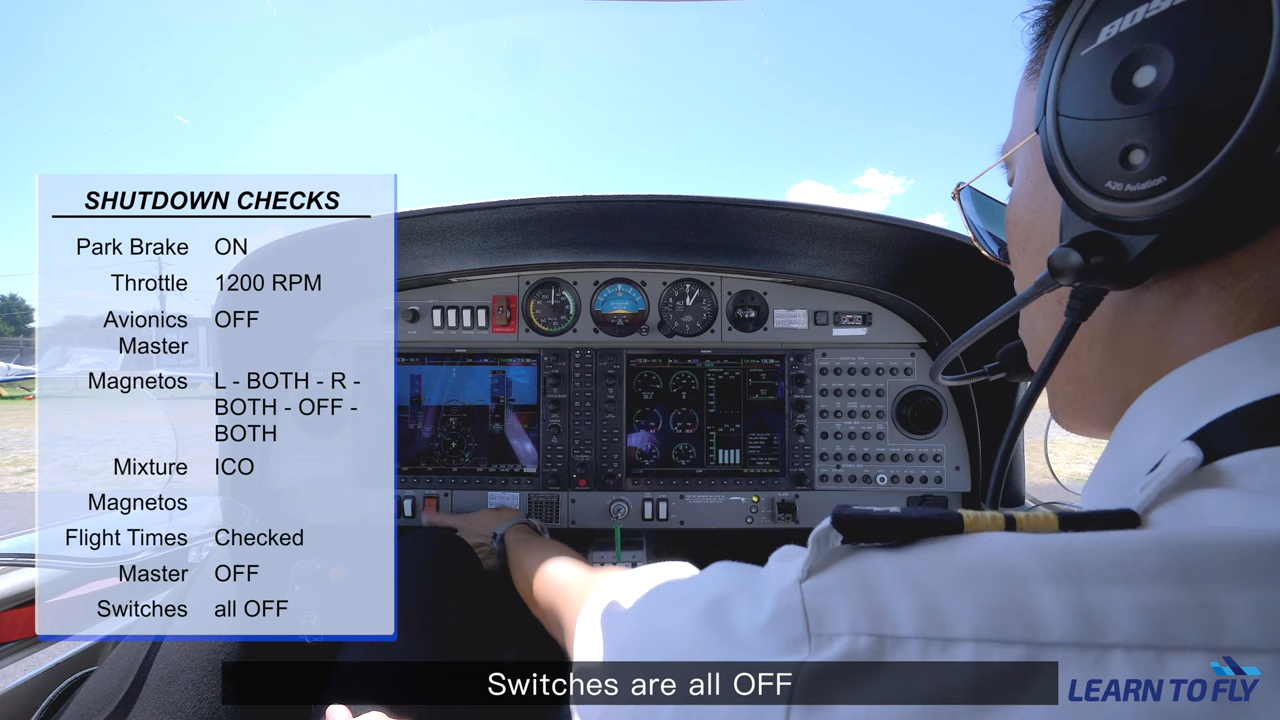 BOSE
A20 Aviation
SHUTDOWN CHECKS
Park Brake ON
Throttle 1200 RPM
Avionics OFF
Master
Magnetos L - BOTH - R -
BOTH - OFF -
BOTH
Mixture ICO
Magnetos
Flight Times Checked
Master OFF
Switches all OFF
Switches are all OFF
LEARN TO FLY